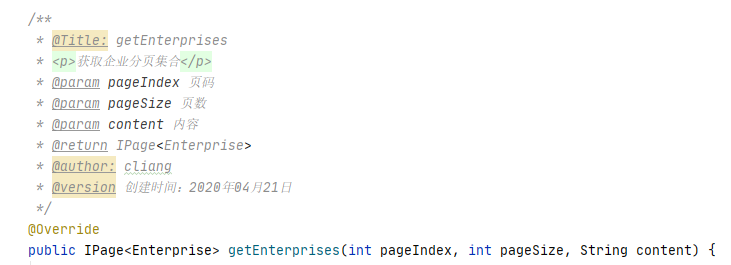 /**
* @Title: getEnterprises
* <p>获取企业分页集合</p>
* @param pageIndex 页码
* @param pageSize 页数
* @param content 内容
* @return IPage<Enterprise>
* @author: cliang
* @version 创建时间：2020年04月21日
*/
@Override
public IPage<Enterprise> getEnterprises(int pageIndex, int pageSize, String content) {